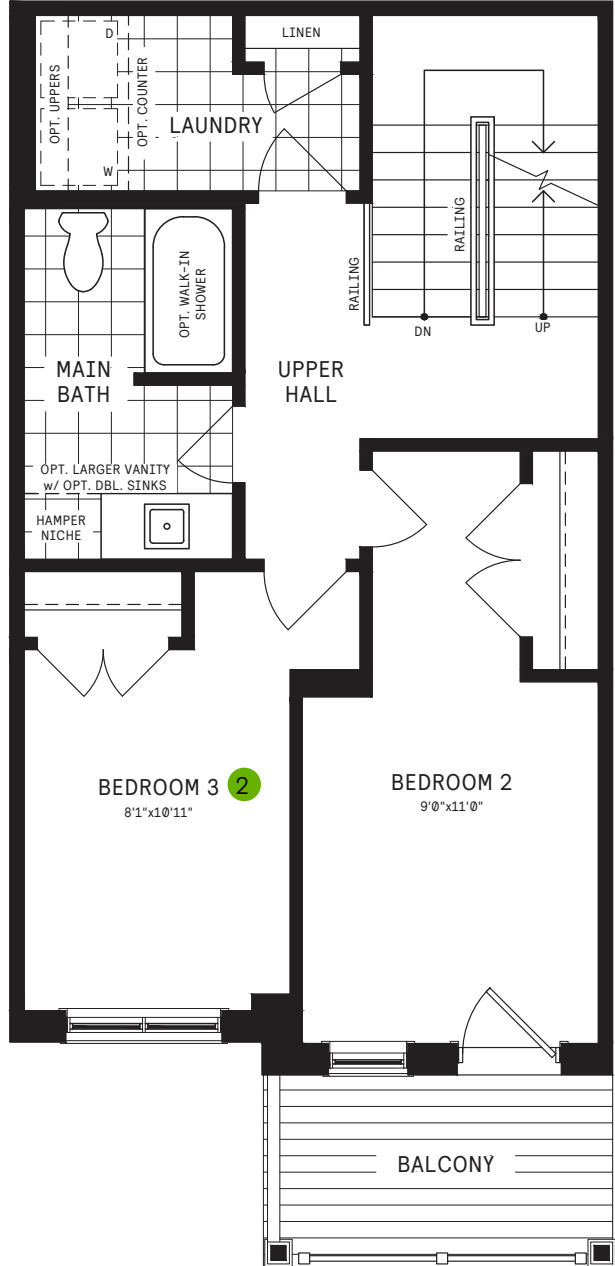 LINEN
D
OPT. UPPERS
OPT. COUNTER
LAUNDRY
W
RAILING
RAILING
DN
UP
OPT. WALK-IN
SHOWER
MAIN
BATH
UPPER
HALL
OPT. LARGER VANITY
w/ OPT. DBL. SINKS
HAMPER
NICHE
BEDROOM 3 2
8'1"x10'11"
BEDROOM 2
9'0"x11'0"
BALCONY